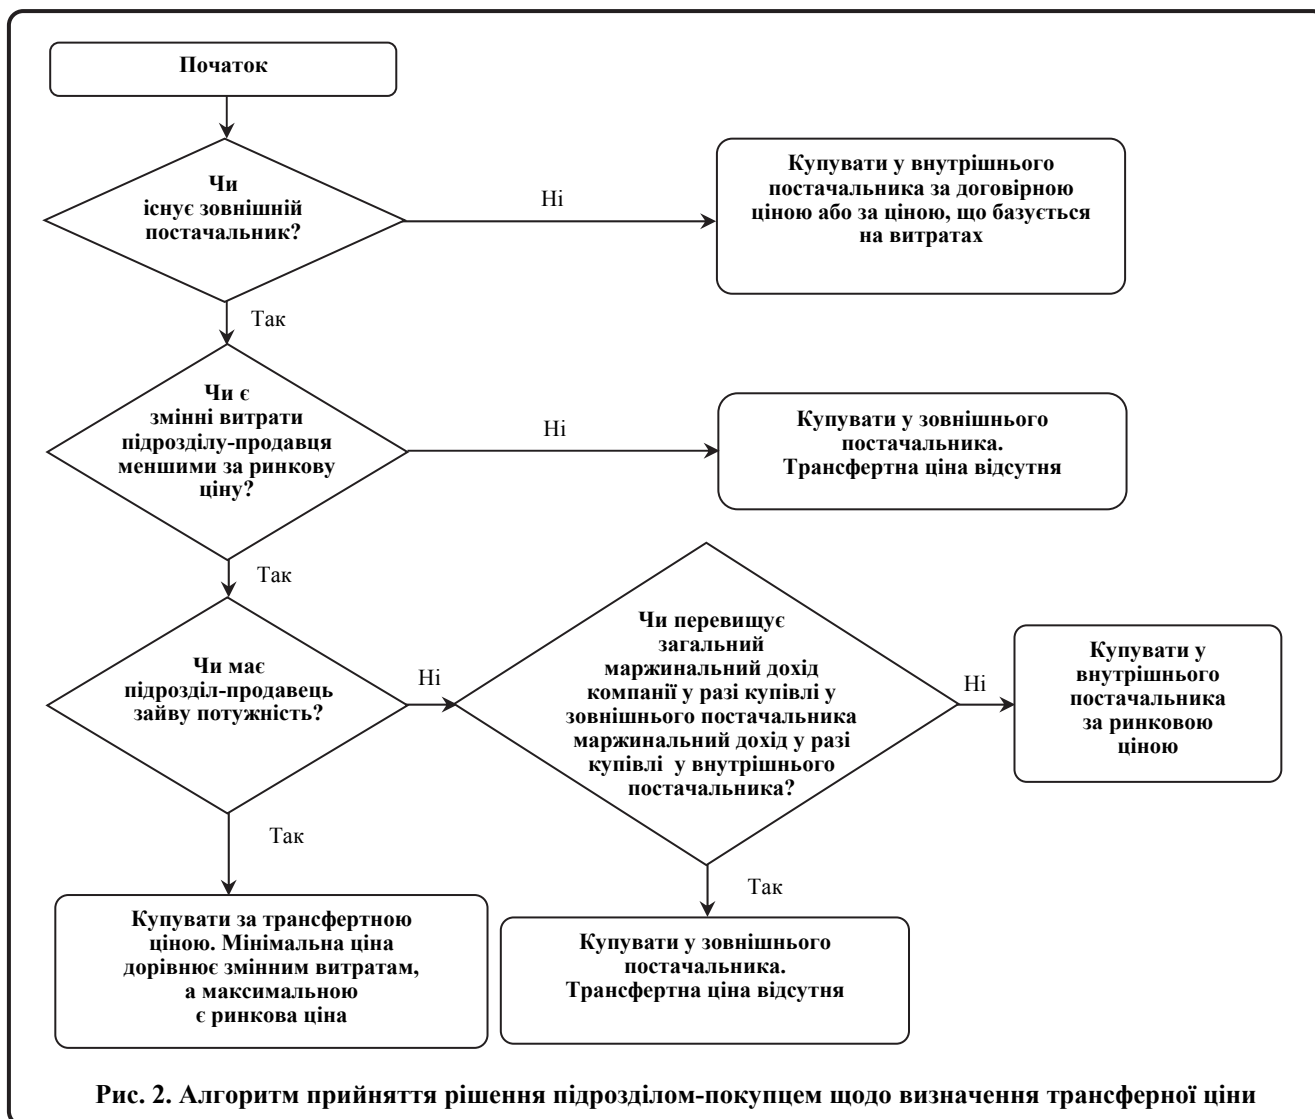 Початок
Чи
існує зовнішній
постачальник?
Ні
Купувати у внутрішнього
постачальника за договірною
ціною або за ціною, що базується
на витратах
Так
Чи є
змінні витрати
підрозділу-продавця
меншими за ринкову
ціну?
Ні
Купувати у зовнішнього
постачальника.
Трансфертна ціна відсутня
Так
Чи має
підрозділ-продавець
зайву потужність?
Ні
Чи перевищує
загальний
маржинальний дохід
компанії у разі купівлі у
зовнішнього постачальника
маржинальний дохід у разі
купівлі у внутрішнього
постачальника?
Ні
Купувати у
внутрішнього
постачальника
за ринковою
ціною
Так
Так
Купувати за трансфертною
ціною. Мінімальна ціна
дорівнює змінним витратам,
а максимальною
є ринкова ціна
Купувати у зовнішнього
постачальника.
Трансфертна ціна відсутня
Рис. 2. Алгоритм прийняття рішення підрозділом-покупцем щодо визначення трансферної ціни